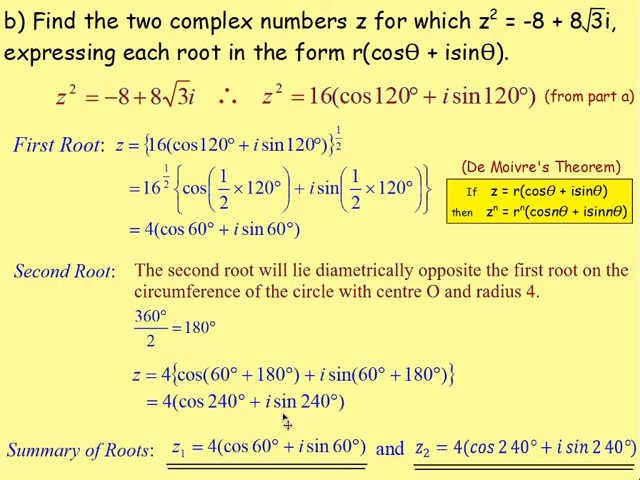 b) Find the two complex numbers z for which z² = -8 + 8√3i,
expressing each root in the form r(cosθ + isinθ).
z² = −8 + 8√3i ∴ z² = 16(cos120° + i sin120°) (from part a)
First Root: z = {16(cos120° + i sin120°)}^(1/2)
(De Moivre's Theorem)
= 16^(1/2) {cos(1/2 × 120°) + i sin(1/2 × 120°)}
If z = r(cosθ + isinθ)
then zⁿ = rⁿ(cosnθ + isinnθ)
= 4(cos 60° + i sin 60°)
Second Root: The second root will lie diametrically opposite the first root on the
circumference of the circle with centre O and radius 4.
360°/2 = 180°
z = 4{cos(60° + 180°) + i sin(60° + 180°)}
= 4(cos 240° + i sin 240°)
Summary of Roots: z₁ = 4(cos 60° + i sin 60°) and z₂ = 4(cos 2 40° + i sin 2 40°)